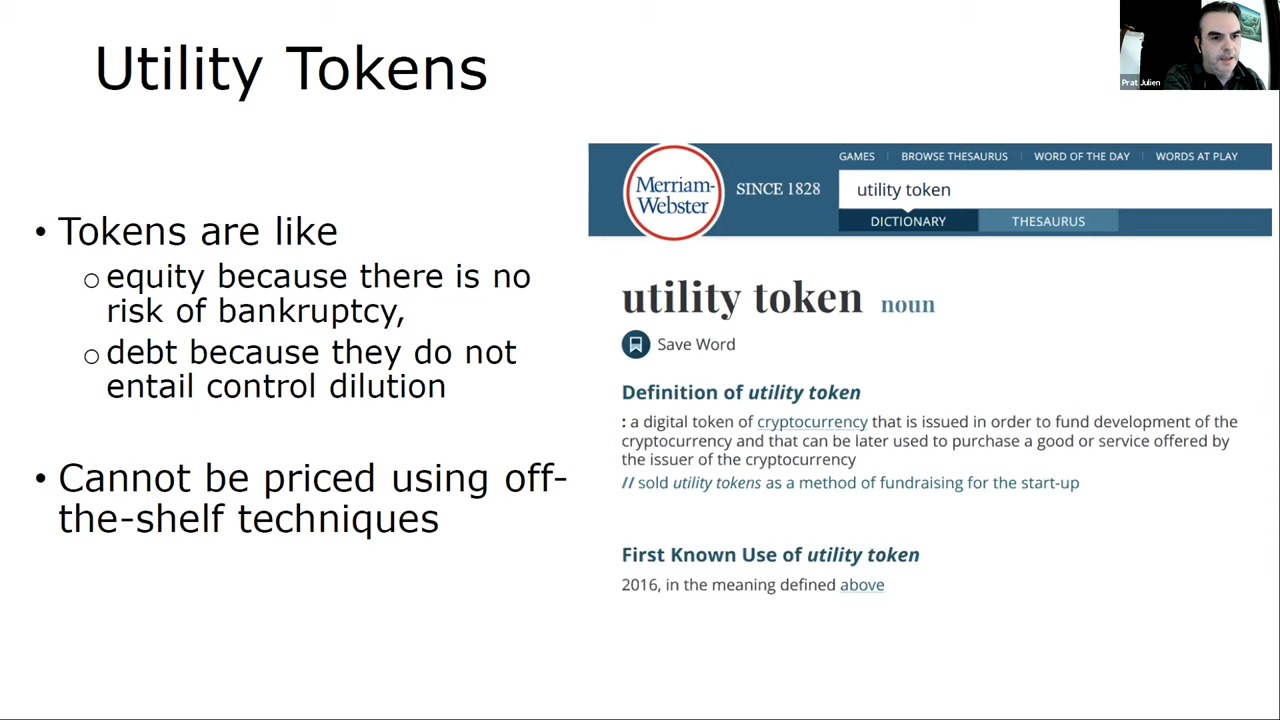 Utility Tokens
Prat Julien
• Tokens are like
o equity because there is no
risk of bankruptcy,
o debt because they do not
entail control dilution
• Cannot be priced using off-
the-shelf techniques
GAMES BROWSE THESAURUS WORD OF THE DAY WORDS AT PLAY
Merriam-
Webster
SINCE 1828
utility token
DICTIONARY THESAURUS
utility token noun
Save Word
Definition of utility token
: a digital token of cryptocurrency that is issued in order to fund development of the
cryptocurrency and that can be later used to purchase a good or service offered by
the issuer of the cryptocurrency
// sold utility tokens as a method of fundraising for the start-up
First Known Use of utility token
2016, in the meaning defined above